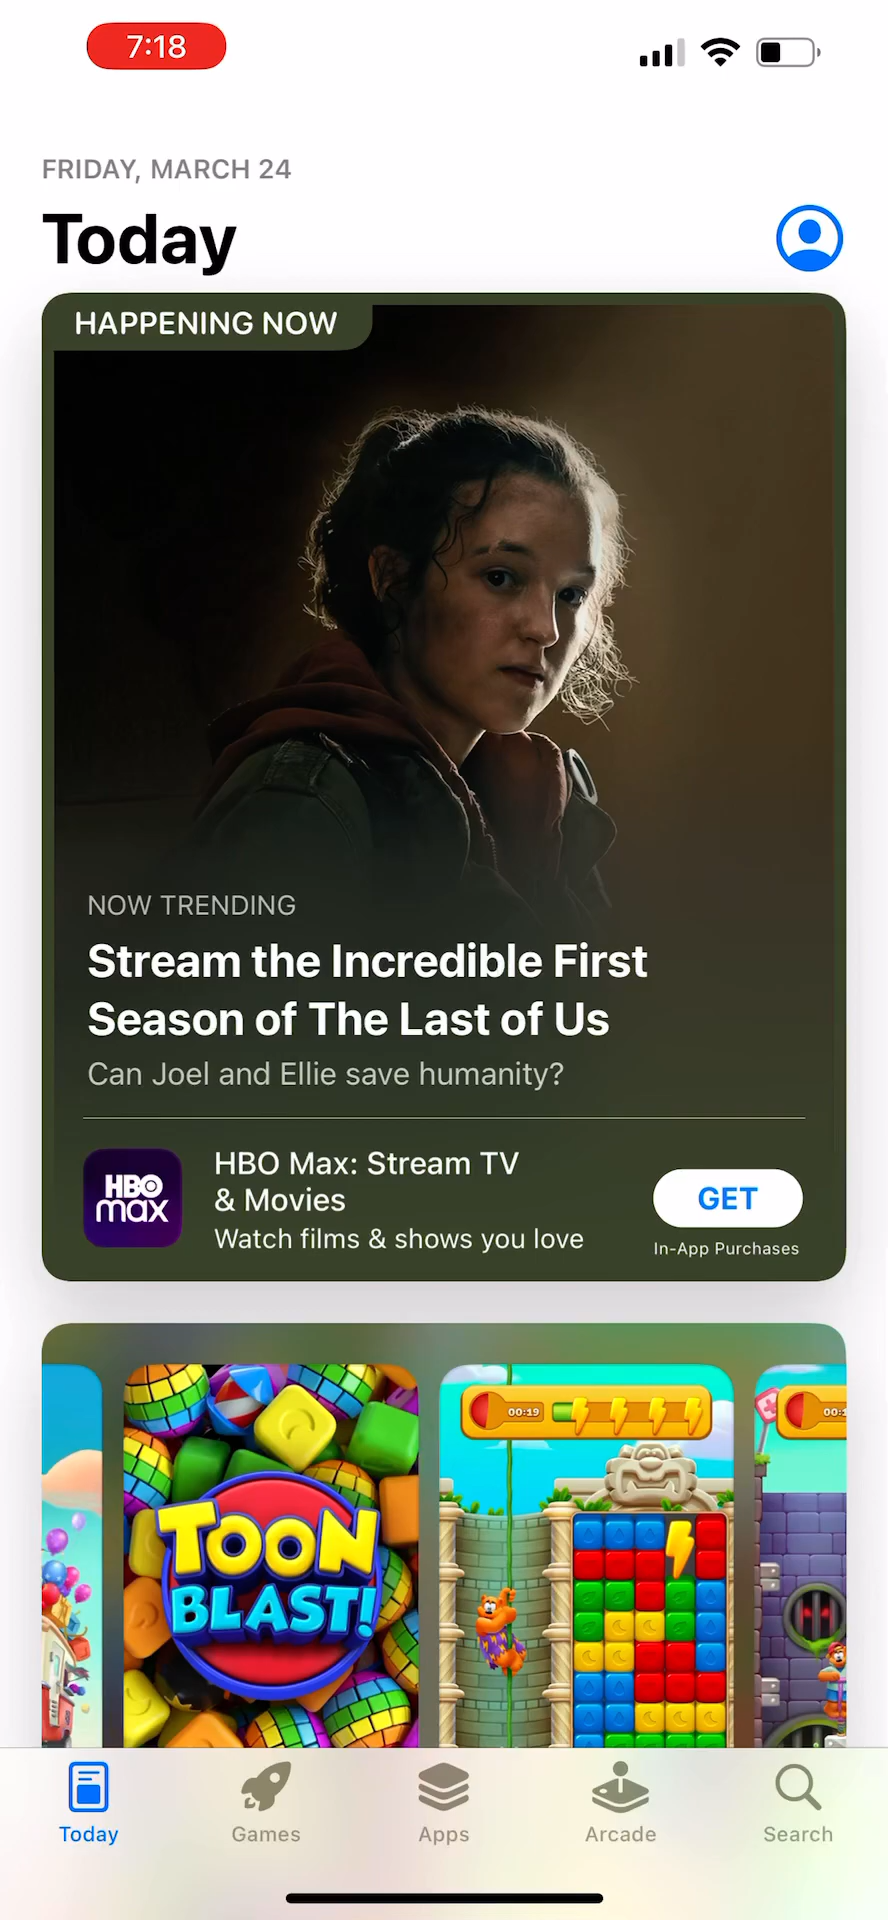 7:18
FRIDAY, MARCH 24
Today
HAPPENING NOW
NOW TRENDING
Stream the Incredible First
Season of The Last of Us
Can Joel and Ellie save humanity?
HBO max
HBO Max: Stream TV
& Movies
Watch films & shows you love
GET
In-App Purchases
00:19
TOON
BLAST!
Today
Games
Apps
Arcade
Search